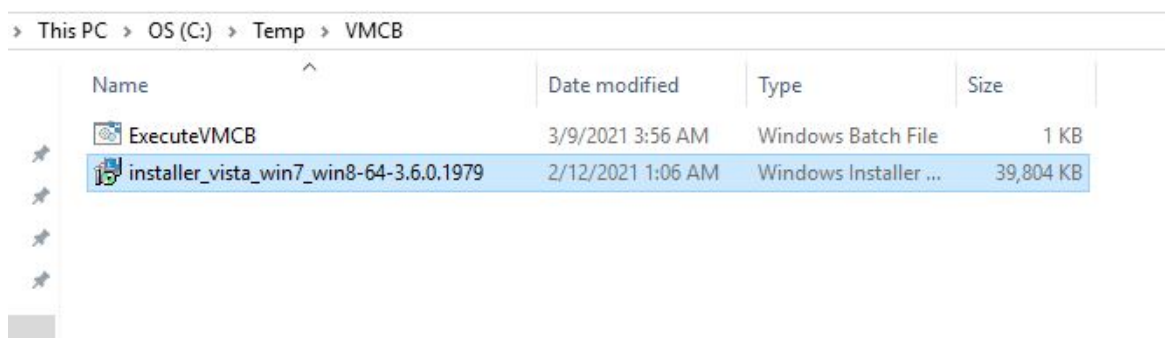 > This PC > OS (C:) > Temp > VMCB
Name Date modified Type Size
ExecuteVMCB 3/9/2021 3:56 AM Windows Batch File 1 KB
installer_vista_win7_win8-64-3.6.0.1979 2/12/2021 1:06 AM Windows Installer ... 39,804 KB